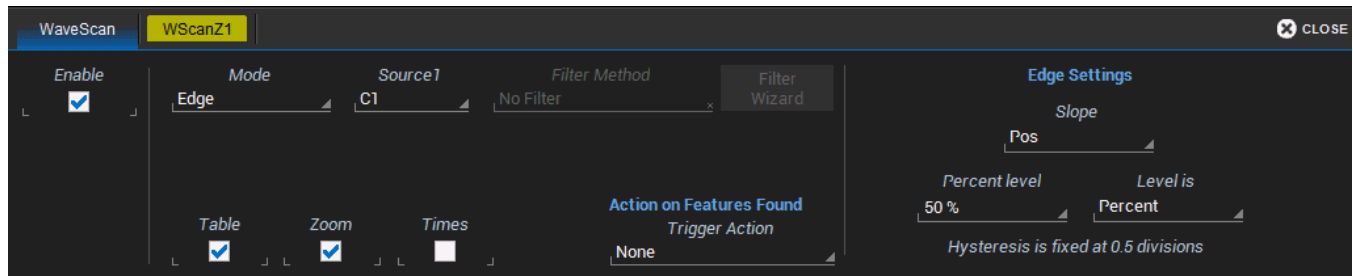 WaveScan WScanZ1 CLOSE
Enable Mode Source1 Filter Method Filter Wizard Edge Settings
Edge C1 No Filter
Slope
Pos
Percent level Level is
50 % Percent
Table Zoom Times Action on Features Found
Trigger Action
None
Hysteresis is fixed at 0.5 divisions